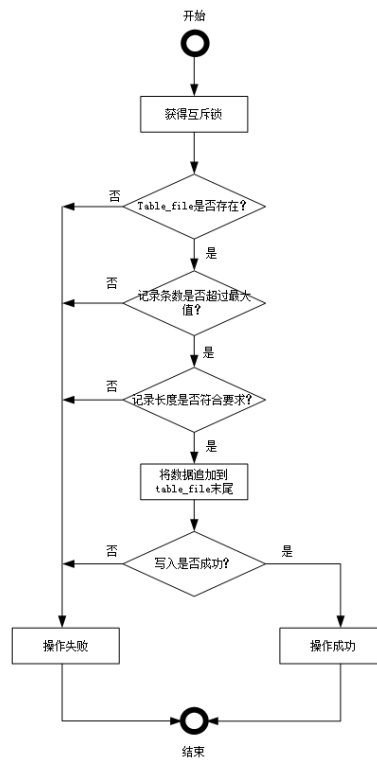 开始
获得互斥锁
Table_file是否存在?
否
是
记录条数是否超过最大
值?
否
是
记录长度是否符合要求?
否
是
将数据追加到
table_file末尾
写入是否成功?
否
是
操作失败
操作成功
结束